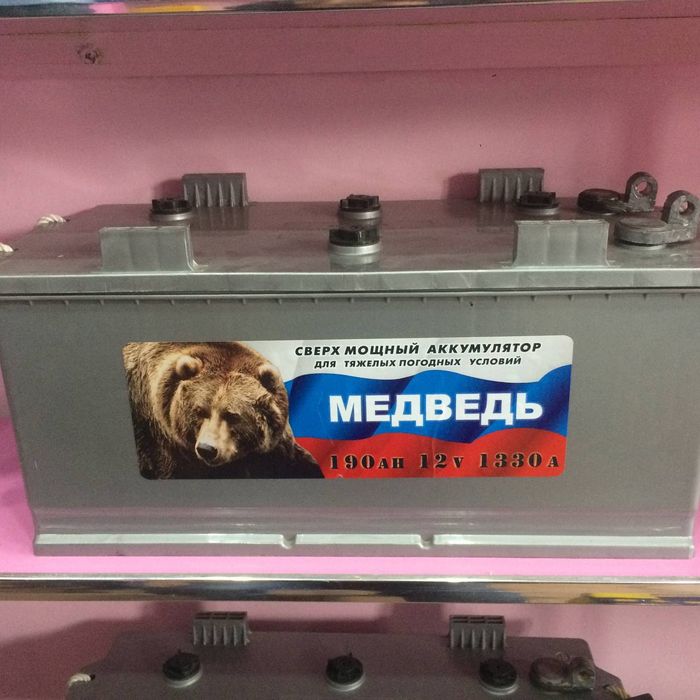 СВЕРХ МОЩНЫЙ АККУМУЛЯТОР
ДЛЯ ТЯЖЕЛЫХ ПОГОДНЫХ УСЛОВИЙ
МЕДВЕДЬ
190AH 12V 1330A